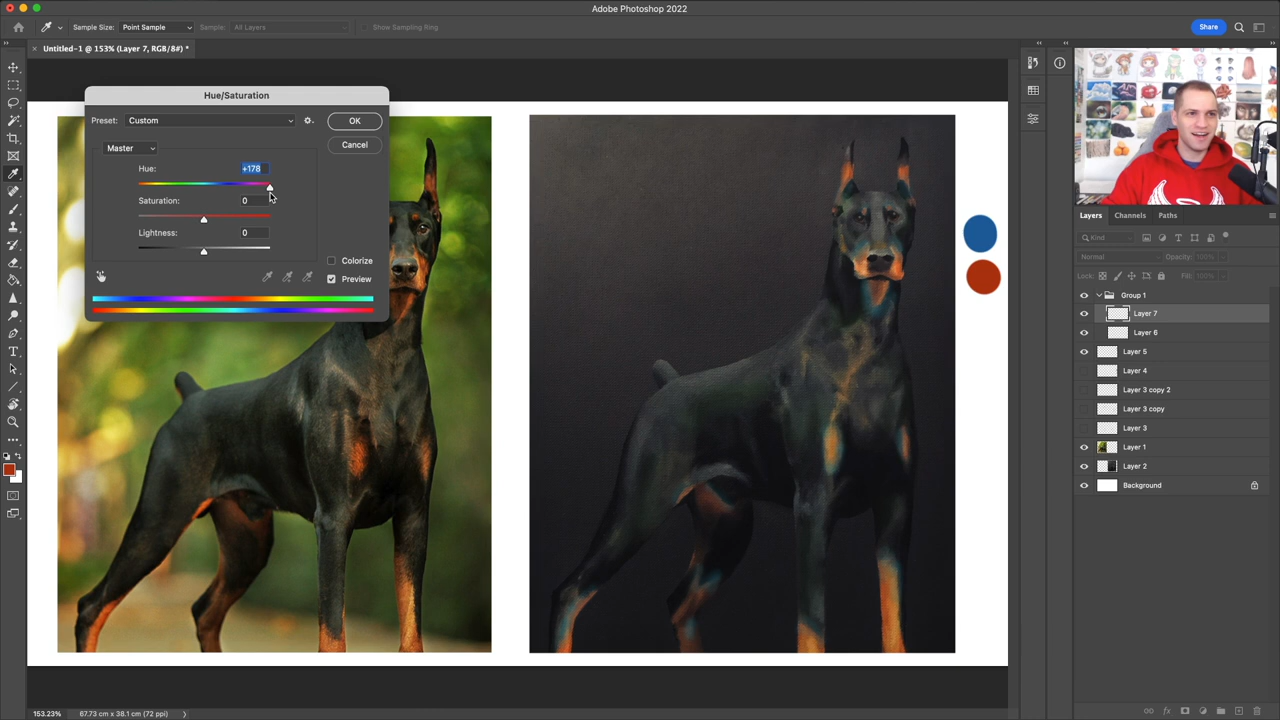 Adobe Photoshop 2022
Sample Size: Point Sample Sample: All Layers Show Sampling Ring Share
Untitled-1 @ 153% (Layer 7, RGB/8#) *
Hue/Saturation
Preset: Custom OK
Master Cancel
Hue: +178
Saturation: 0
Lightness: 0
Colorize
Preview
Layers Channels Paths
Kind
Normal Opacity: 100%
Lock: Fill: 100%
Group 1
Layer 7
Layer 6
Layer 5
Layer 4
Layer 3 copy 2
Layer 3 copy
Layer 3
Layer 1
Layer 2
Background
153.23% 67.73 cm x 38.1 cm (72 ppi)